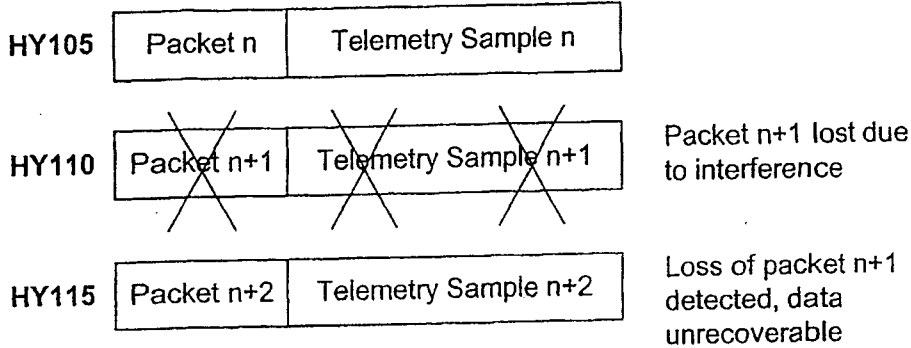 HY105 Packet n Telemetry Sample n
HY110 Packet n+1 Telemetry Sample n+1
Packet n+1 lost due
to interference
HY115 Packet n+2 Telemetry Sample n+2
Loss of packet n+1
detected, data
unrecoverable